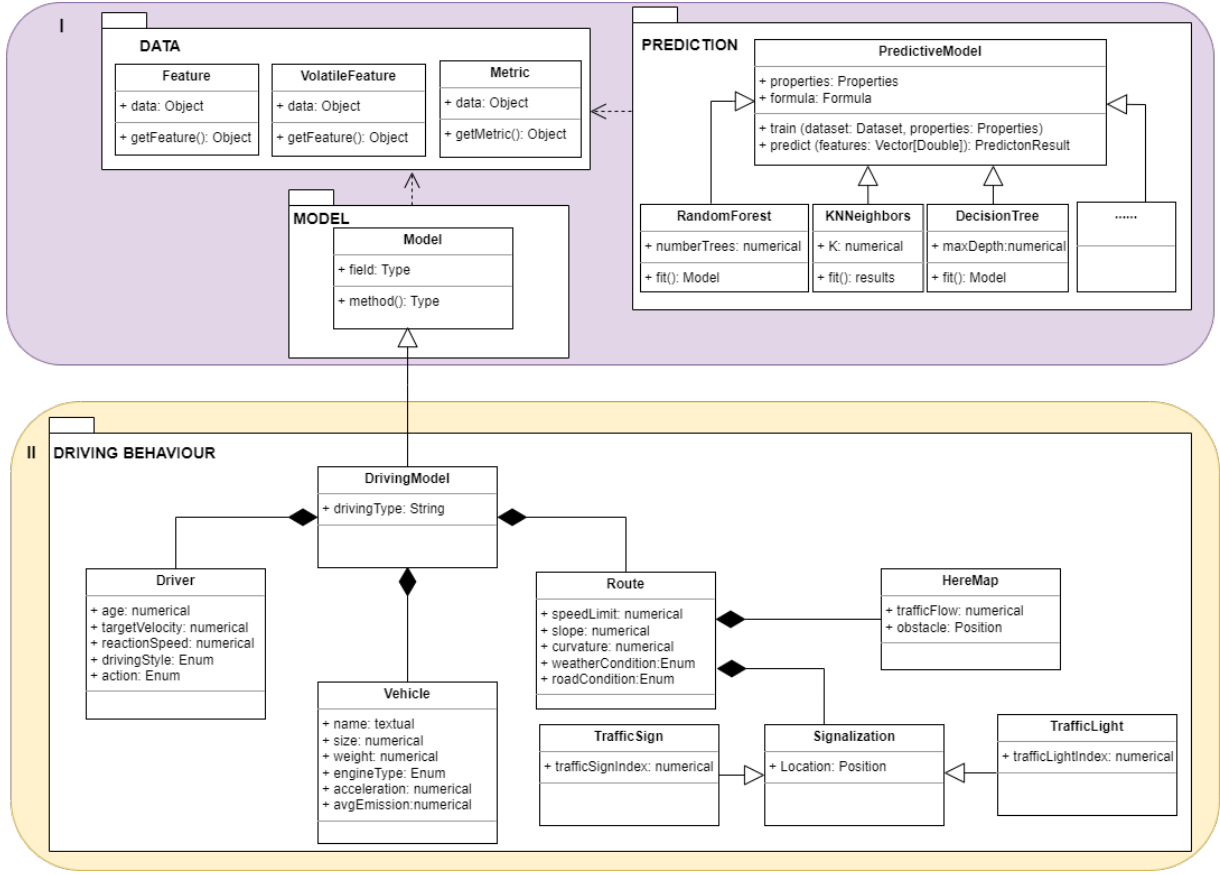 I
DATA
Feature
+ data: Object
+ getFeature(): Object
VolatileFeature
+ data: Object
+ getFeature(): Object
Metric
+ data: Object
+ getMetric(): Object
PREDICTION
PredictiveModel
+ properties: Properties
+ formula: Formula
+ train (dataset: Dataset, properties: Properties)
+ predict (features: Vector[Double]): PredictonResult
RandomForest
+ numberTrees: numerical
+ fit(): Model
KNNeighbors
+ K: numerical
+ fit(): results
DecisionTree
+ maxDepth:numerical
+ fit(): Model
......
MODEL
Model
+ field: Type
+ method(): Type
II
DRIVING BEHAVIOUR
DrivingModel
+ drivingType: String
Driver
+ age: numerical
+ targetVelocity: numerical
+ reactionSpeed: numerical
+ drivingStyle: Enum
+ action: Enum
Vehicle
+ name: textual
+ size: numerical
+ weight: numerical
+ engineType: Enum
+ acceleration: numerical
+ avgEmission:numerical
Route
+ speedLimit: numerical
+ slope: numerical
+ curvature: numerical
+ weatherCondition:Enum
+ roadCondition:Enum
HereMap
+ trafficFlow: numerical
+ obstacle: Position
TrafficSign
+ trafficSignIndex: numerical
Signalization
+ Location: Position
TrafficLight
+ trafficLightIndex: numerical